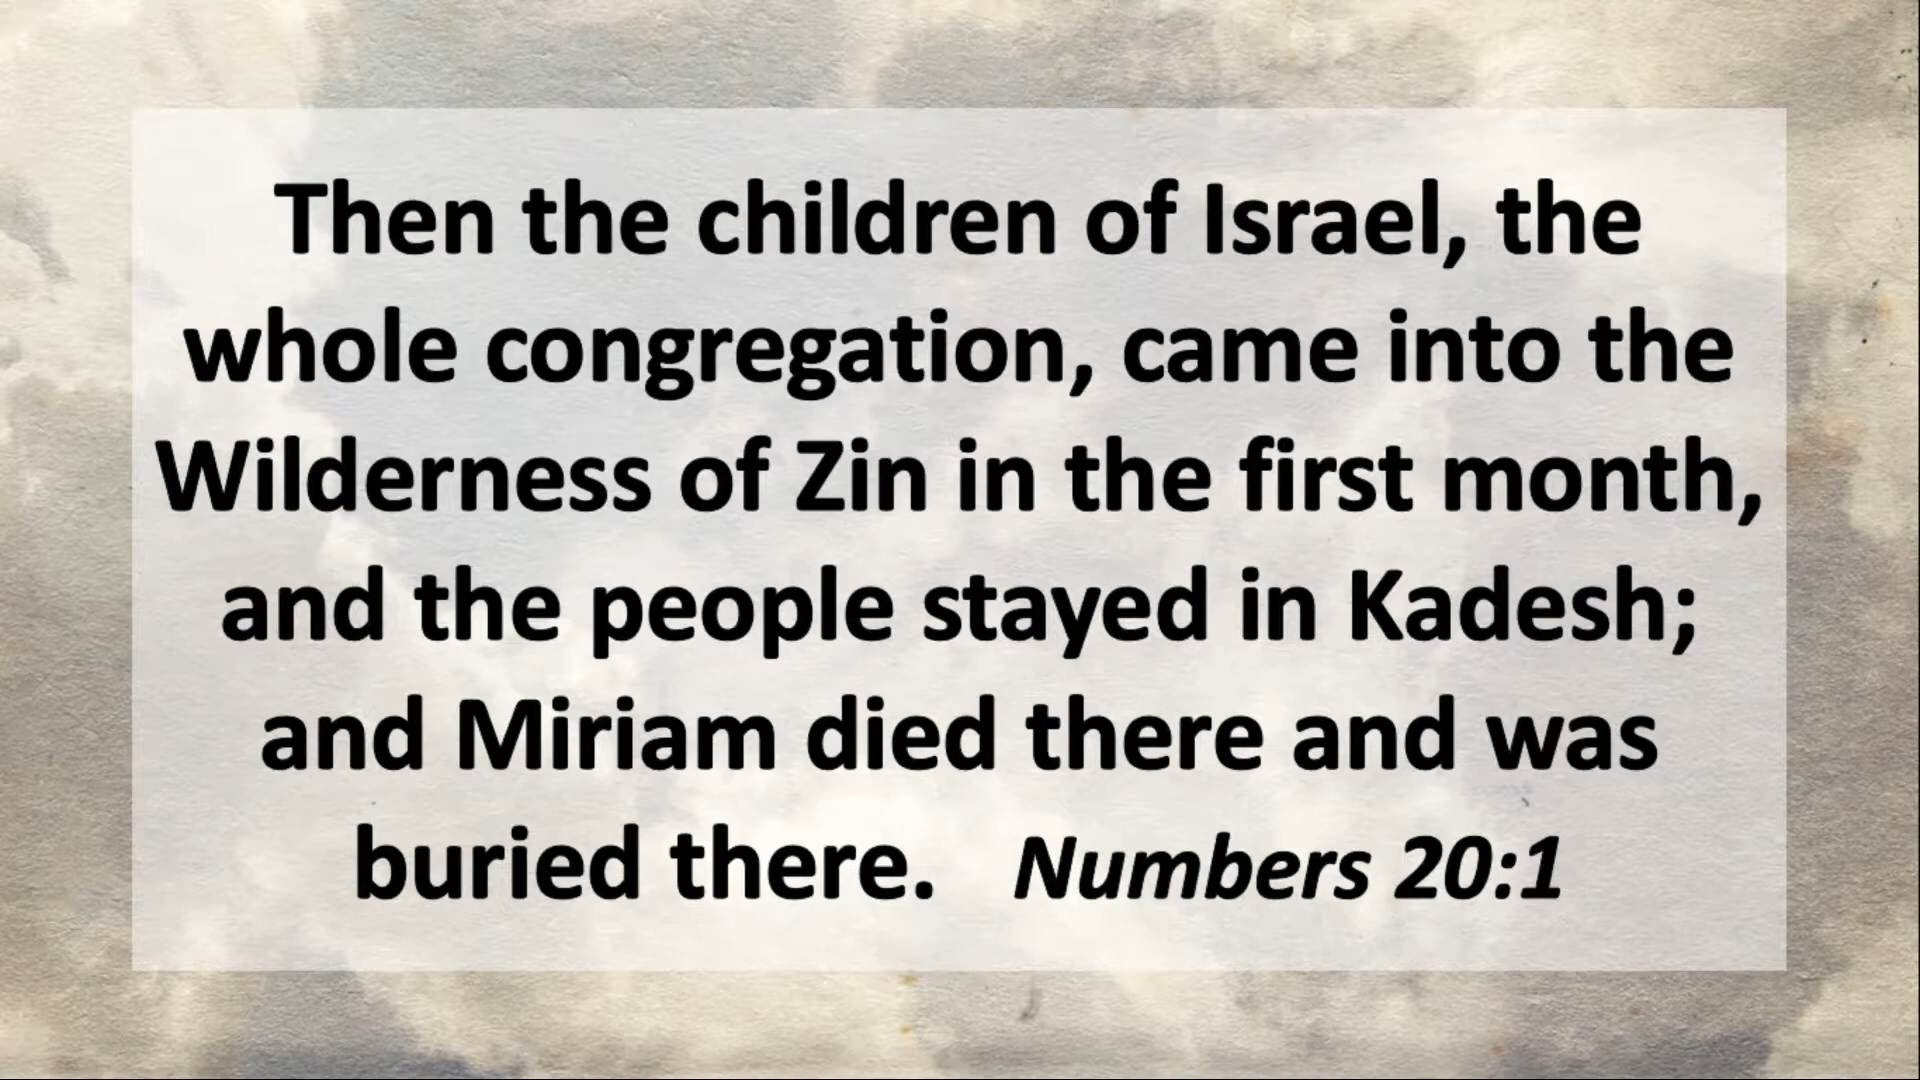 Then the children of Israel, the
whole congregation, came into the
Wilderness of Zin in the first month,
and the people stayed in Kadesh;
and Miriam died there and was
buried there. Numbers 20:1